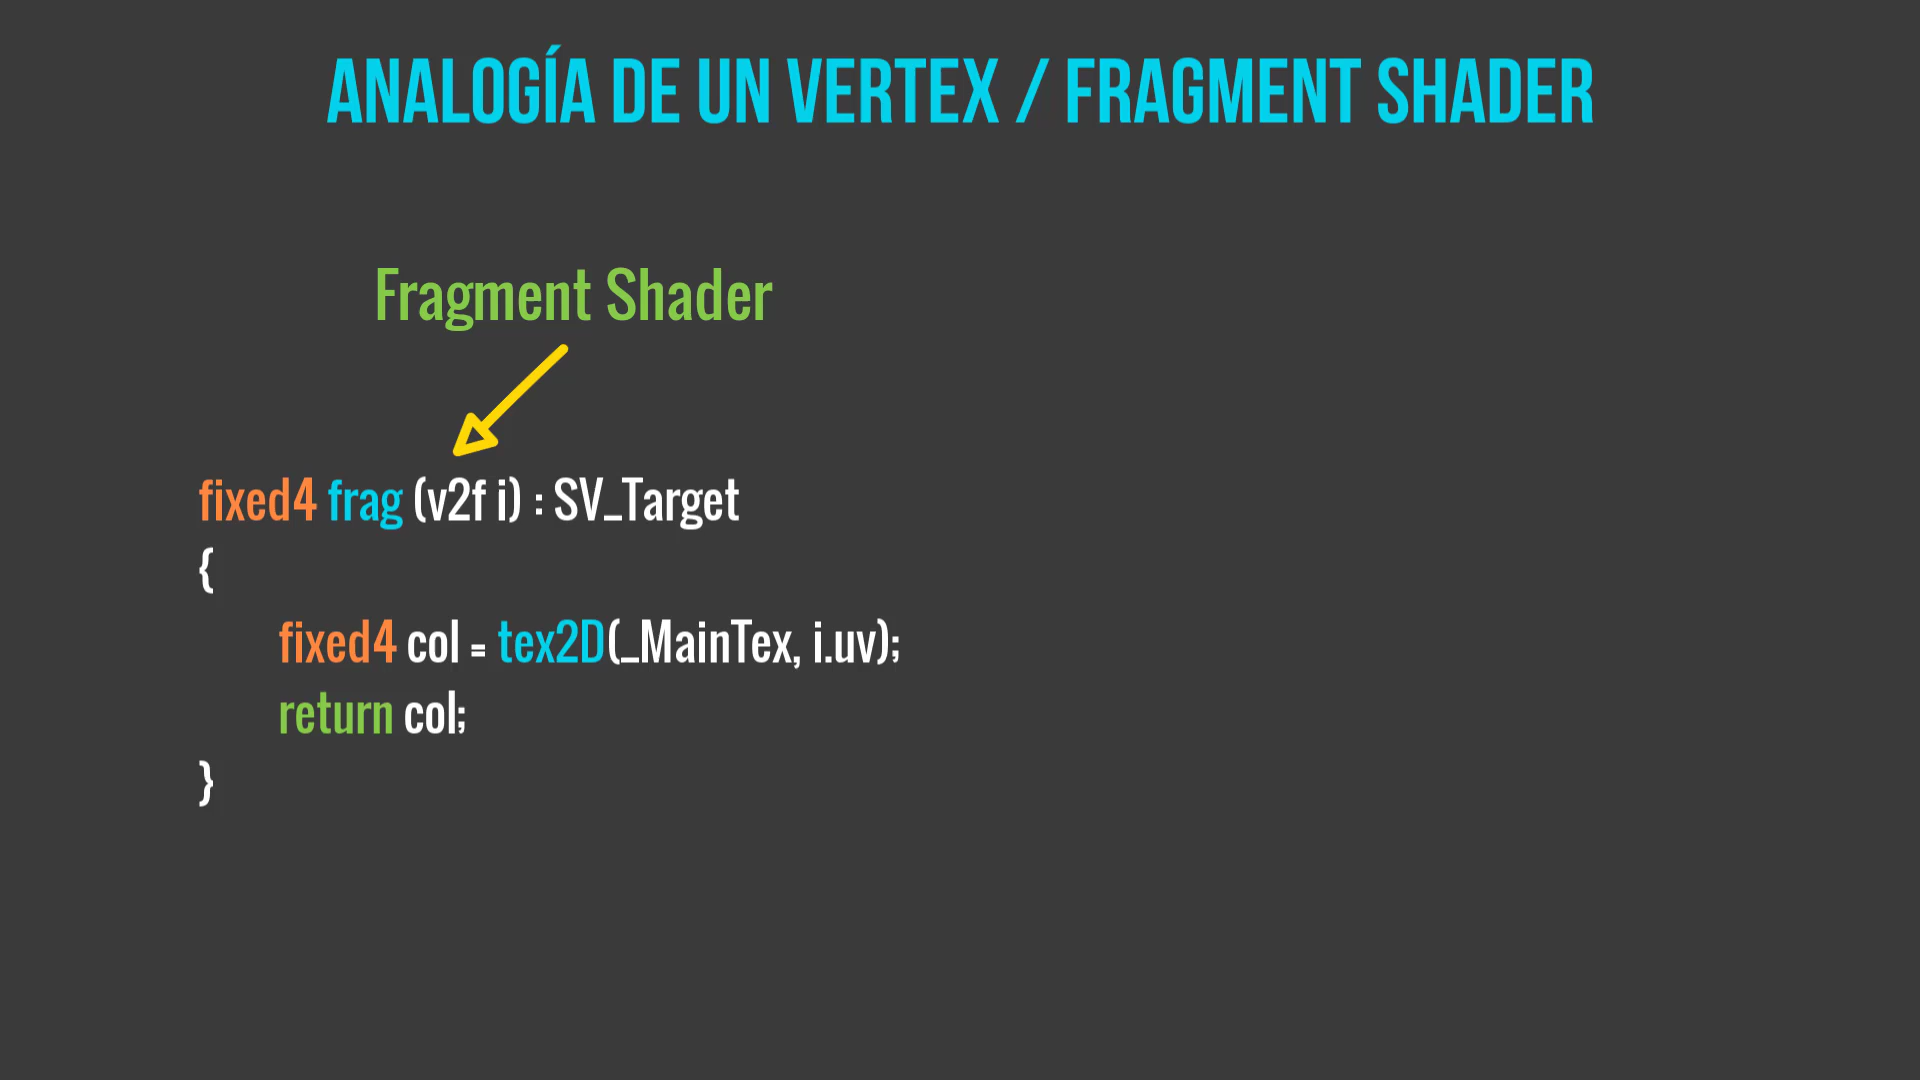 ANALOGÍA DE UN VERTEX / FRAGMENT SHADER
Fragment Shader
fixed4 frag (v2f i) : SV_Target
{
fixed4 col = tex2D(_MainTex, i.uv);
return col;
}